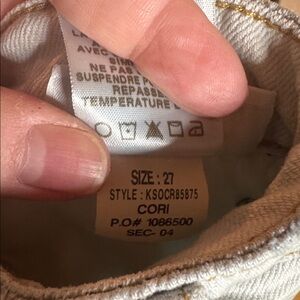 AVEC
NE PAS
SUSPENDRE P
REPASSE
TEMPERATURE
SIZE : 27
STYLE : KSOCR85875
CORI
P.O# 1086500
SEC- 04